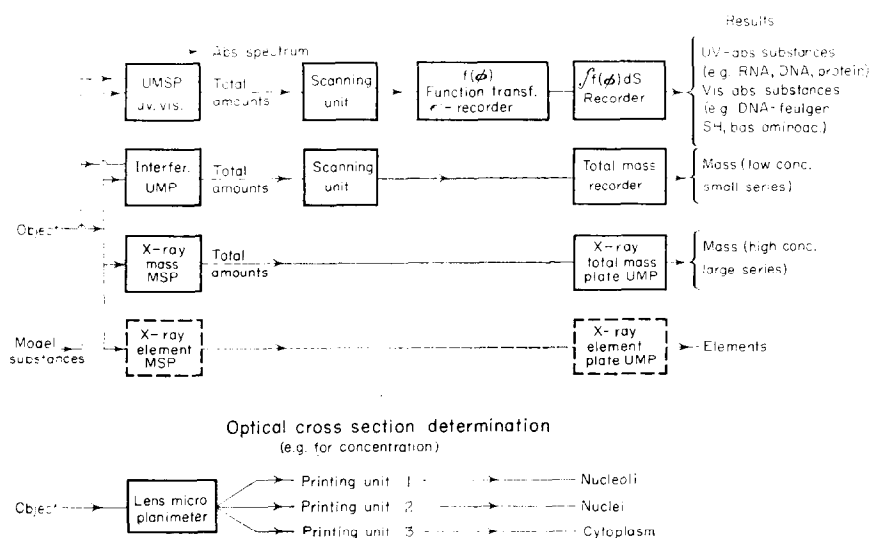 Results
Abs spectrum
UMSP
uv. vis.
Total
amounts
Scanning
unit
f(ϕ)
Function transf.
- recorder
∫f(ϕ)dS
Recorder
UV-abs substances
(e.g. RNA, DNA, protein)
Vis abs substances
(e.g. DNA-feulgen
SH, bas aminoac.)
Interfer.
UMP
Total
amounts
Scanning
unit
Total mass
recorder
Mass (low conc.
small series)
Object
X-ray
mass
MSP
Total
amounts
X-ray
total mass
plate UMP
Mass (high conc.
large series)
Model
substances
X-ray
element
MSP
X-ray
element
plate UMP
Elements
Optical cross section determination
(e.g. for concentration)
Object
Lens micro
planimeter
Printing unit 1
Nucleoli
Printing unit 2
Nuclei
Printing unit 3
Cytoplasm